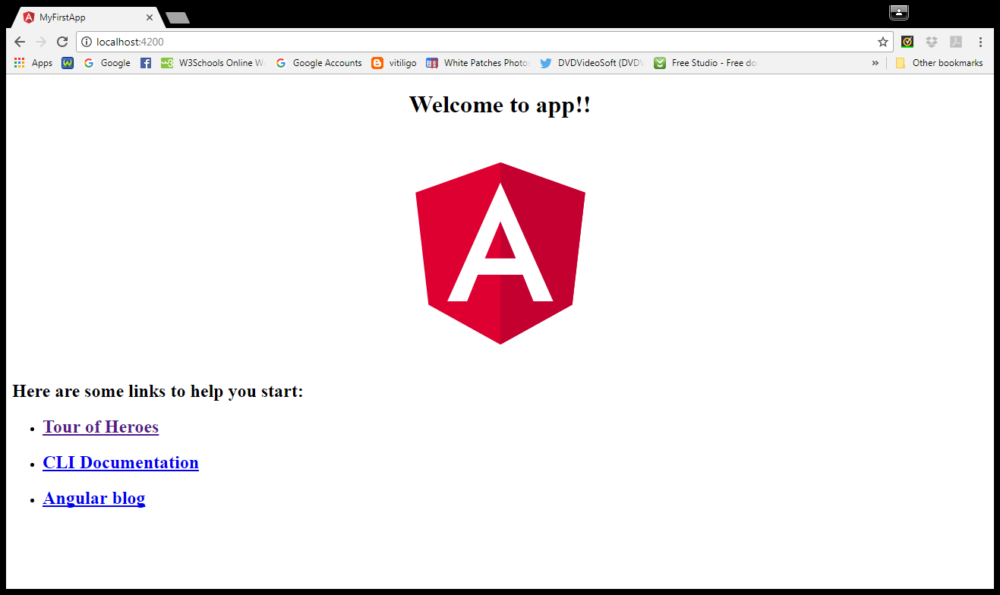 MyFirstApp
localhost:4200
Apps Google W3Schools Online W Google Accounts vitiligo White Patches Photos DVDVideoSoft (DVDV Free Studio - Free do » Other bookmarks
Welcome to app!!
A
Here are some links to help you start:
Tour of Heroes
CLI Documentation
Angular blog